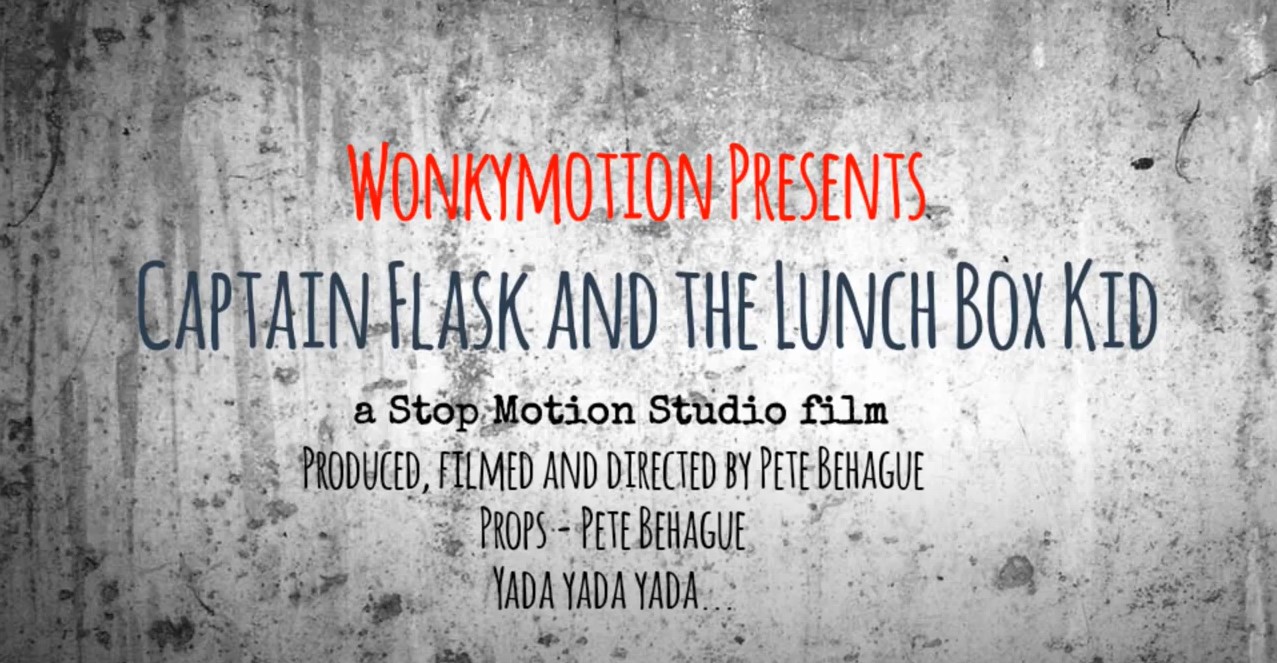 Wonkymotion Presents
Captain Flask and the Lunch Box Kid
a Stop Motion Studio film
Produced, filmed and directed by Pete Behague
Props - Pete Behague
Yada yada yada...